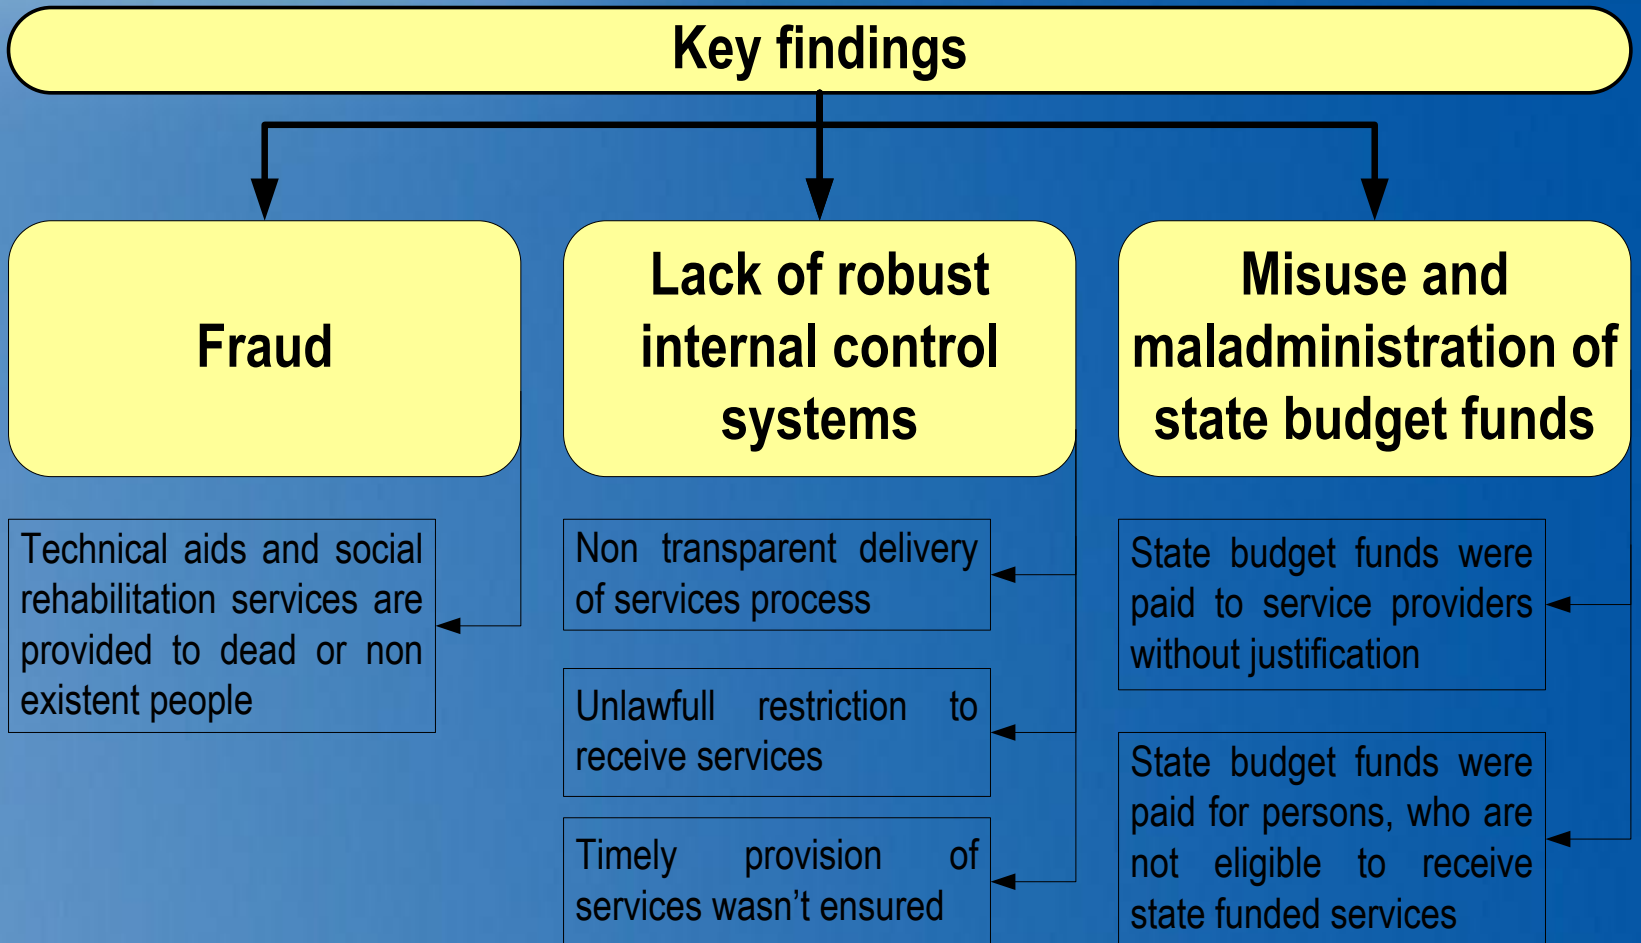 Key findings
Fraud
Lack of robust
internal control
systems
Misuse and
maladministration of
state budget funds
Technical aids and social
rehabilitation services are
provided to dead or non
existent people
Non transparent delivery
of services process
Unlawfull restriction to
receive services
Timely provision of
services wasn't ensured
State budget funds were
paid to service providers
without justification
State budget funds were
paid for persons, who are
not eligible to receive
state funded services